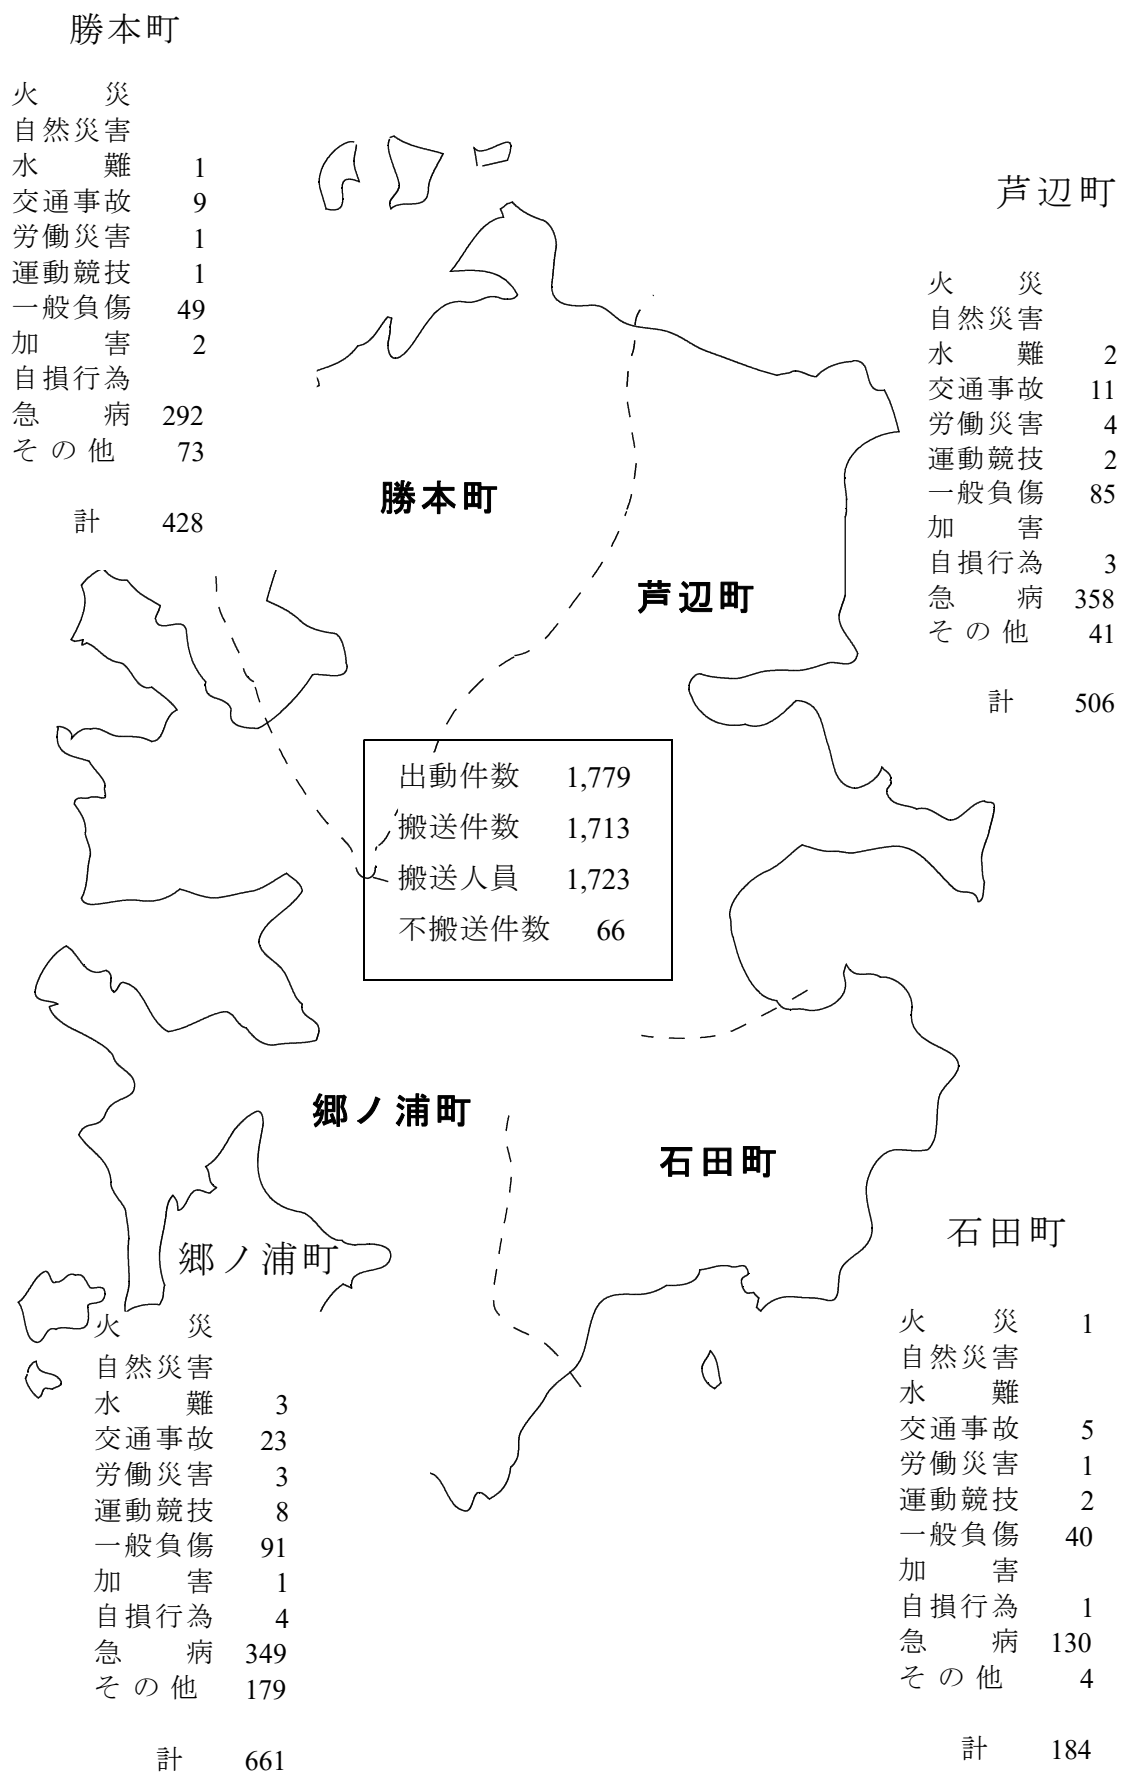 勝本町
火 災
自然災害
水 難 1
交通事故 9
労働災害 1
運動競技 1
一般負傷 49
加 害 2
自損行為
急 病 292
その他 73
計 428
芦辺町
火 災
自然災害
水 難 2
交通事故 11
労働災害 4
運動競技 2
一般負傷 85
加 害
自損行為 3
急 病 358
その他 41
計 506
勝本町
芦辺町
出動件数 1,779
搬送件数 1,713
搬送人員 1,723
不搬送件数 66
郷ノ浦町
石田町
郷ノ浦町
火 災
自然災害
水 難 3
交通事故 23
労働災害 3
運動競技 8
一般負傷 91
加 害 1
自損行為 4
急 病 349
その他 179
計 661
石田町
火 災 1
自然災害
水 難
交通事故 5
労働災害 1
運動競技 2
一般負傷 40
加 害
自損行為 1
急 病 130
その他 4
計 184